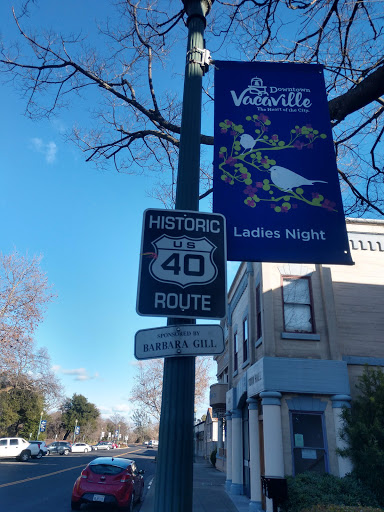 Downtown
Vacaville
The Heart of the City.
Ladies Night
HISTORIC
US
40
ROUTE
SPONSORED BY
BARBARA GILL